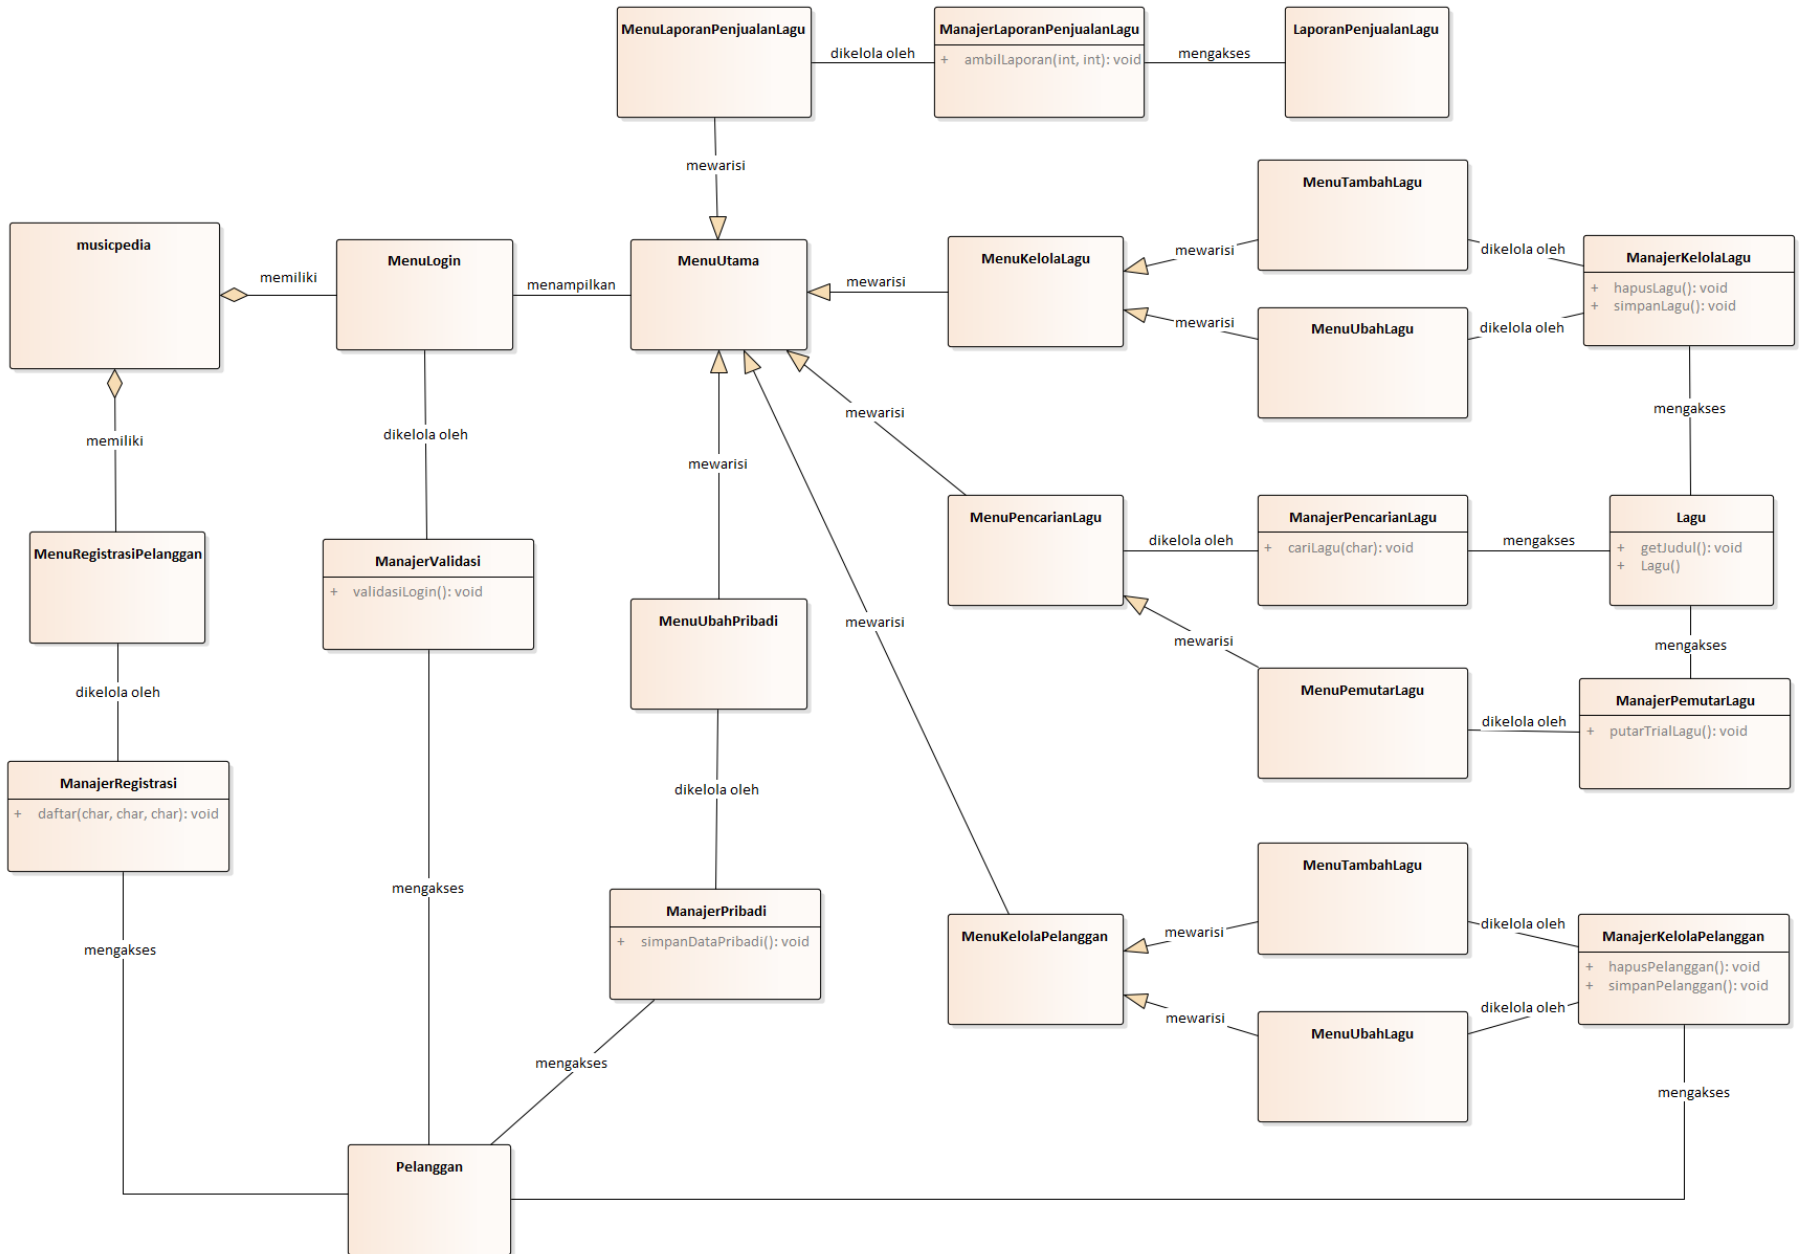 MenuLaporanPenjualanLagu
dikelola oleh
ManajerLaporanPenjualanLagu
+ ambilLaporan(int, int): void
mengakses
LaporanPenjualanLagu
mewarisi
musicpedia
memiliki
MenuLogin
menampilkan
MenuUtama
mewarisi
MenuKelolaLagu
mewarisi
MenuTambahLagu
dikelola oleh
ManajerKelolaLagu
+ hapusLagu(): void
+ simpanLagu(): void
mewarisi
MenuUbahLagu
dikelola oleh
mengakses
memiliki
dikelola oleh
mewarisi
mewarisi
MenuPencarianLagu
dikelola oleh
ManajerPencarianLagu
+ cariLagu(char): void
mengakses
Lagu
+ getJudul(): void
+ Lagu()
MenuRegistrasiPelanggan
ManajerValidasi
+ validasiLogin(): void
MenuUbahPribadi
mewarisi
mewarisi
mengakses
MenuPemutarLagu
dikelola oleh
ManajerPemutarLagu
+ putarTrialLagu(): void
dikelola oleh
ManajerRegistrasi
+ daftar(char, char, char): void
dikelola oleh
mengakses
mengakses
ManajerPribadi
+ simpanDataPribadi(): void
MenuKelolaPelanggan
mewarisi
MenuTambahLagu
dikelola oleh
ManajerKelolaPelanggan
+ hapusPelanggan(): void
+ simpanPelanggan(): void
mewarisi
MenuUbahLagu
dikelola oleh
mengakses
mengakses
Pelanggan